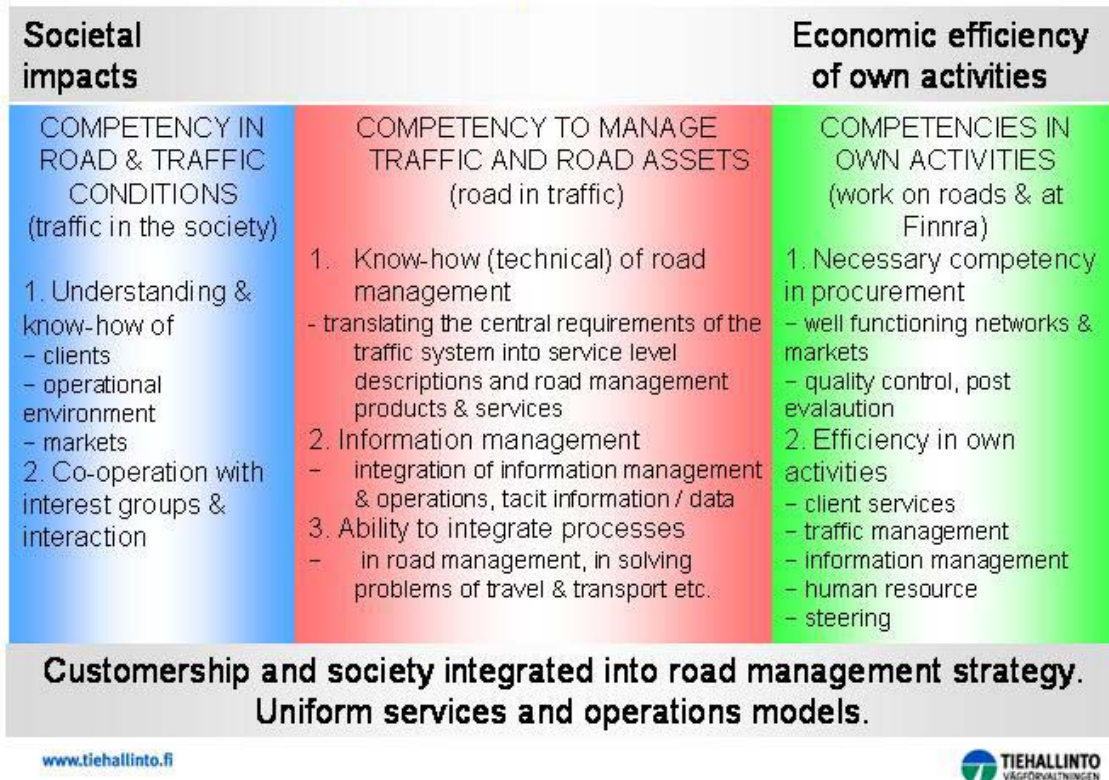 Societal
impacts
Economic efficiency
of own activities
COMPETENCY IN
ROAD & TRAFFIC
CONDITIONS
(traffic in the society)
1. Understanding &
know-how of
– clients
– operational
environment
– markets
2. Co-operation with
interest groups &
interaction
COMPETENCY TO MANAGE
TRAFFIC AND ROAD ASSETS
(road in traffic)
1. Know-how (technical) of road
management
- translating the central requirements of the
traffic system into service level
descriptions and road management
products & services
2. Information management
– integration of information management
& operations, tacit information / data
3. Ability to integrate processes
– in road management, in solving
problems of travel & transport etc.
COMPETENCIES IN
OWN ACTIVITIES
(work on roads & at
Finnra)
1. Necessary competency
in procurement
– well functioning networks &
markets
– quality control, post
evalaution
2. Efficiency in own
activities
– client services
– traffic management
– information management
– human resource
– steering
Customership and society integrated into road management strategy.
Uniform services and operations models.
www.tiehallinto.fi
TIEHALLINTO
VÄGFÖRVALTNINGEN